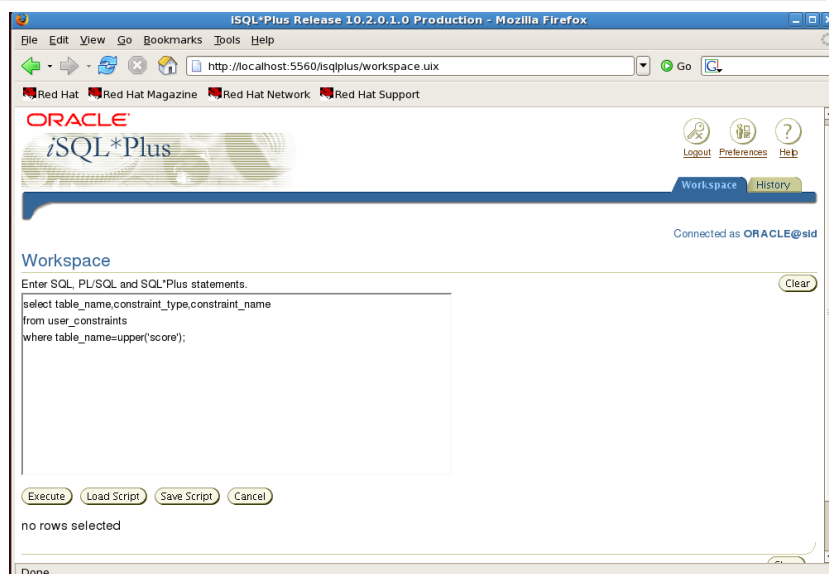 iSQL*Plus Release 10.2.0.1.0 Production - Mozilla Firefox
File Edit View Go Bookmarks Tools Help
http://localhost:5560/isqlplus/workspace.uix
Go
G
Red Hat Red Hat Magazine Red Hat Network Red Hat Support
ORACLE
iSQL*Plus
Logout Preferences Help
Workspace History
Connected as ORACLE@sid
Workspace
Enter SQL, PL/SQL and SQL*Plus statements.
Clear
select table_name,constraint_type,constraint_name
from user_constraints
where table_name=upper('score');
Execute Load Script Save Script Cancel
no rows selected
Done